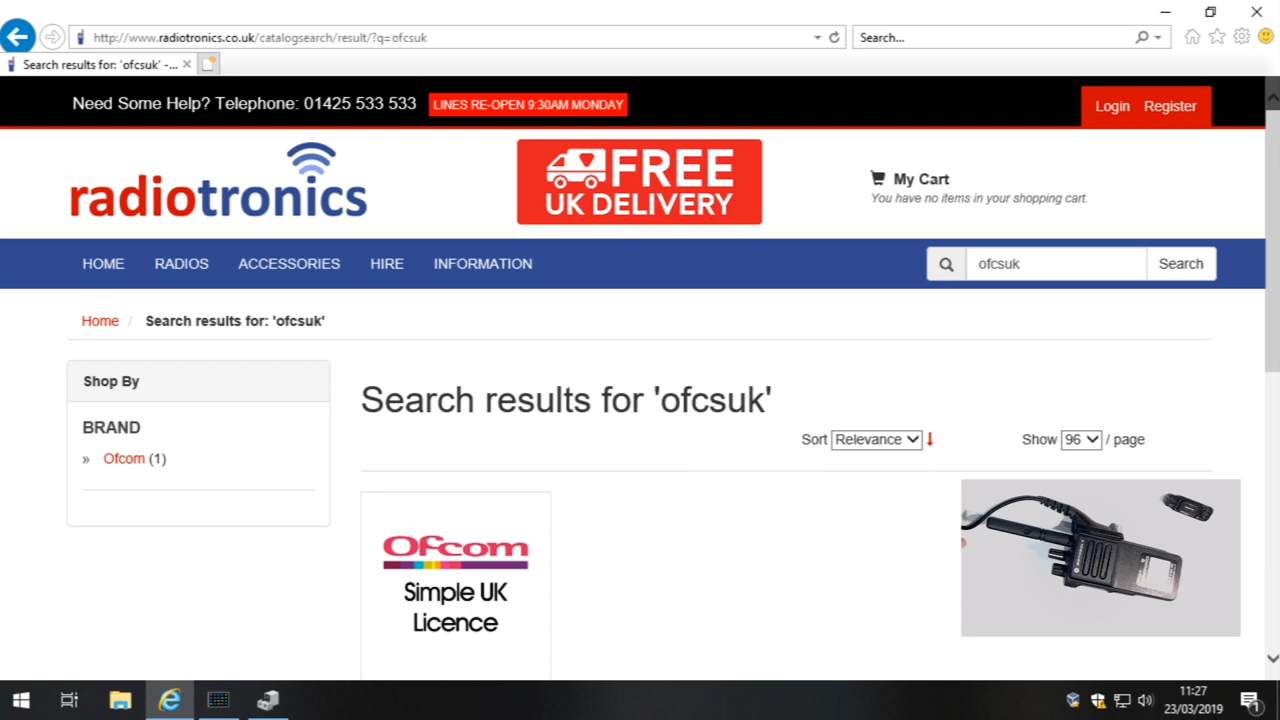 http://www.radiotronics.co.uk/catalogsearch/result/?q=ofcsuk
Search...
Search results for: 'ofcsuk' -...
Need Some Help? Telephone: 01425 533 533
LINES RE-OPEN 9:30AM MONDAY
Login Register
radiotronics
FREE
UK DELIVERY
My Cart
You have no items in your shopping cart.
HOME RADIOS ACCESSORIES HIRE INFORMATION
ofcsuk
Search
Home / Search results for: 'ofcsuk'
Shop By
BRAND
» Ofcom (1)
Search results for 'ofcsuk'
Sort Relevance
Show 96 / page
Ofcom
Simple UK
Licence
11:27
23/03/2019
1